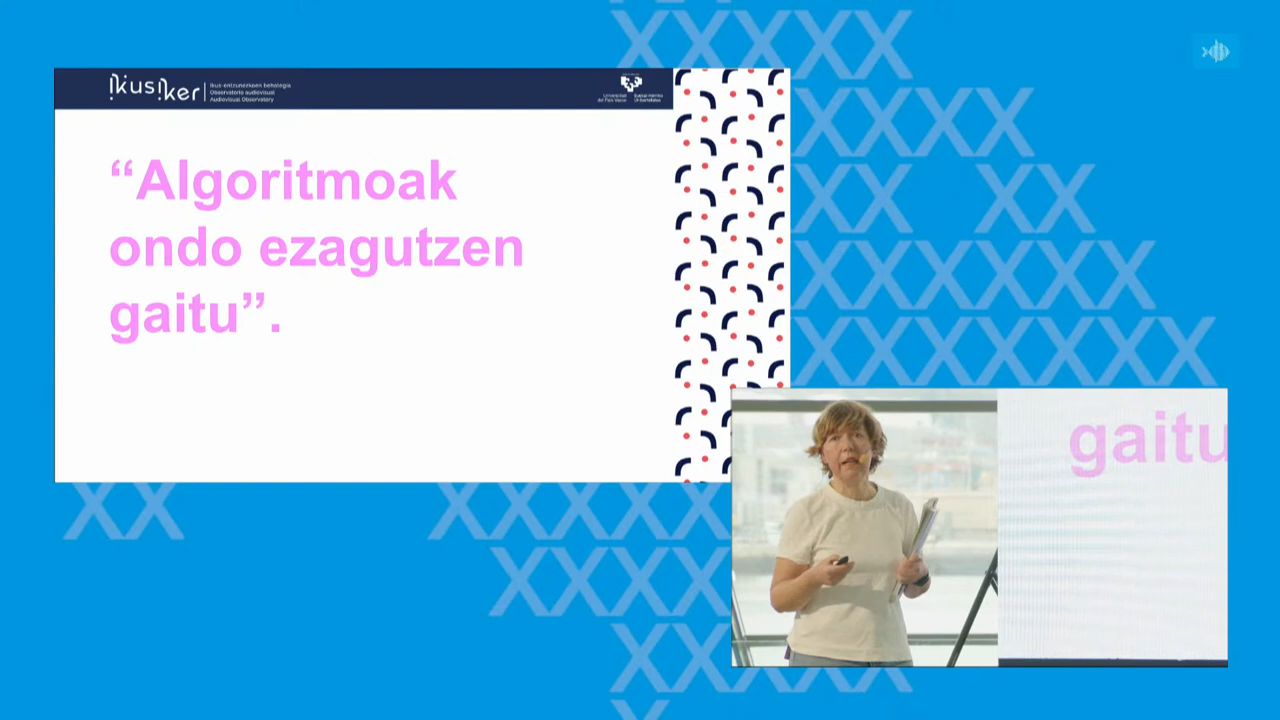 Ikusiker
Ikus-entzunezkoen behategia
Observatorio audiovisual
Audiovisual Observatory
Universidad del País Vasco
Euskal Herriko Unibertsitatea
“Algoritmoak
ondo ezagutzen
gaitu”.
gaitu